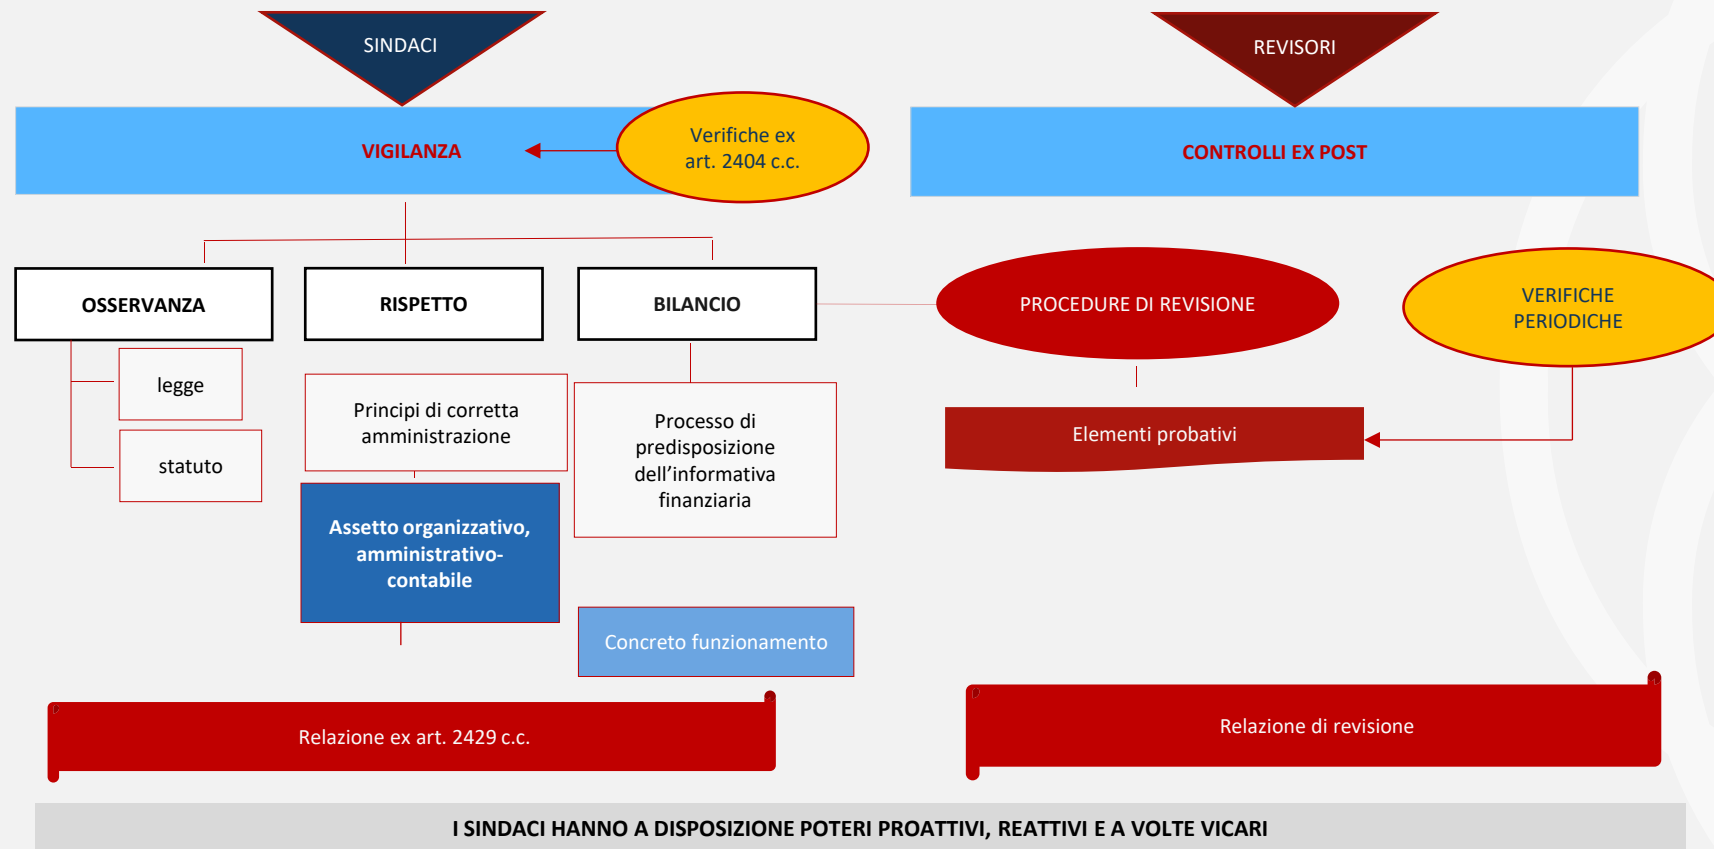 SINDACI
REVISORI
VIGILANZA
Verifiche ex
art. 2404 c.c.
CONTROLLI EX POST
OSSERVANZA
RISPETTO
BILANCIO
PROCEDURE DI REVISIONE
VERIFICHE
PERIODICHE
legge
statuto
Principi di corretta
amministrazione
Processo di
predisposizione
dell’informativa
finanziaria
Elementi probativi
Assetto organizzativo,
amministrativo-
contabile
Concreto funzionamento
Relazione ex art. 2429 c.c.
Relazione di revisione
I SINDACI HANNO A DISPOSIZIONE POTERI PROATTIVI, REATTIVI E A VOLTE VICARI